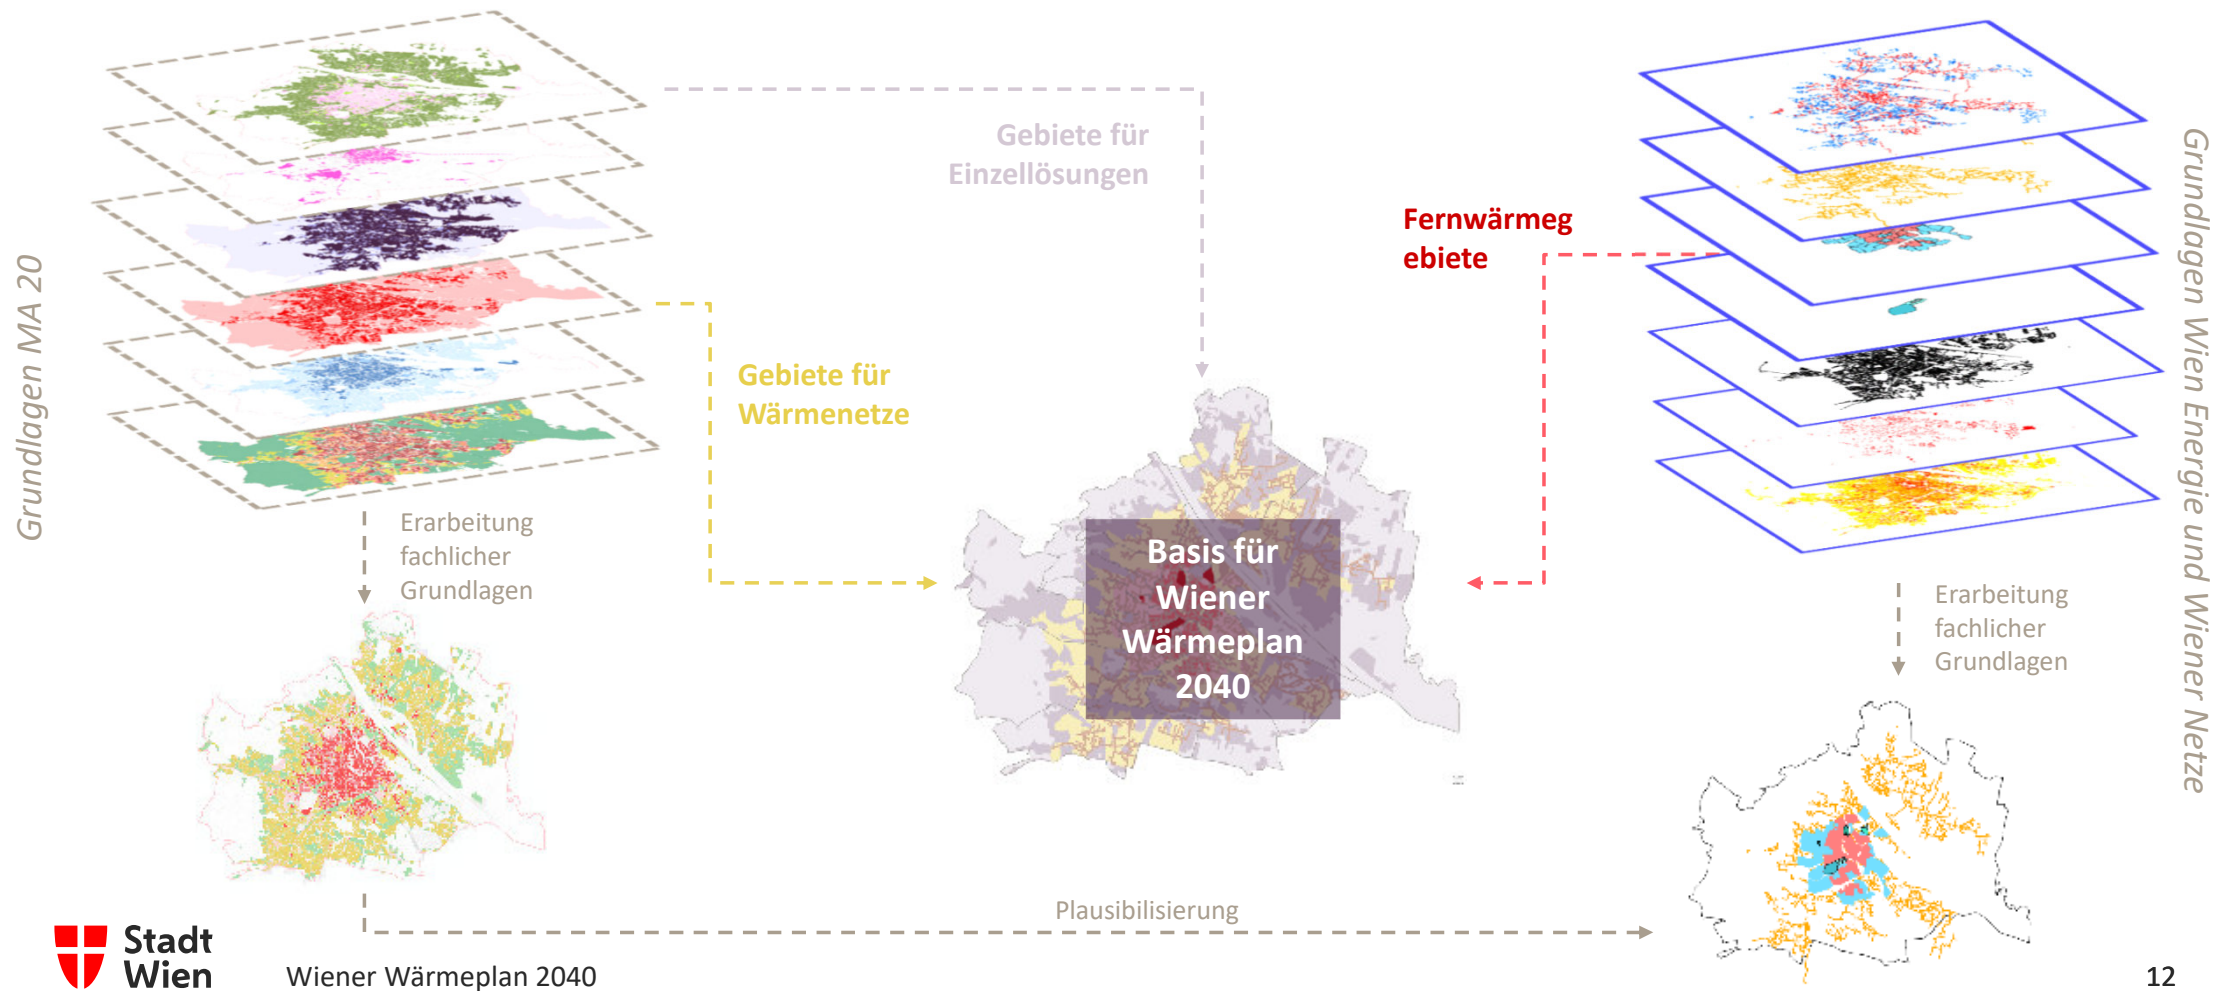 Grundlagen MA 20
Gebiete für
Einzellösungen
Fernwärmeg
ebiete
Grundlagen Wien Energie und Wiener Netze
Gebiete für
Wärmenetze
Erarbeitung
fachlicher
Grundlagen
Basis für
Wiener
Wärmeplan
2040
Erarbeitung
fachlicher
Grundlagen
Plausibilisierung
Stadt
Wien
Wiener Wärmeplan 2040
12